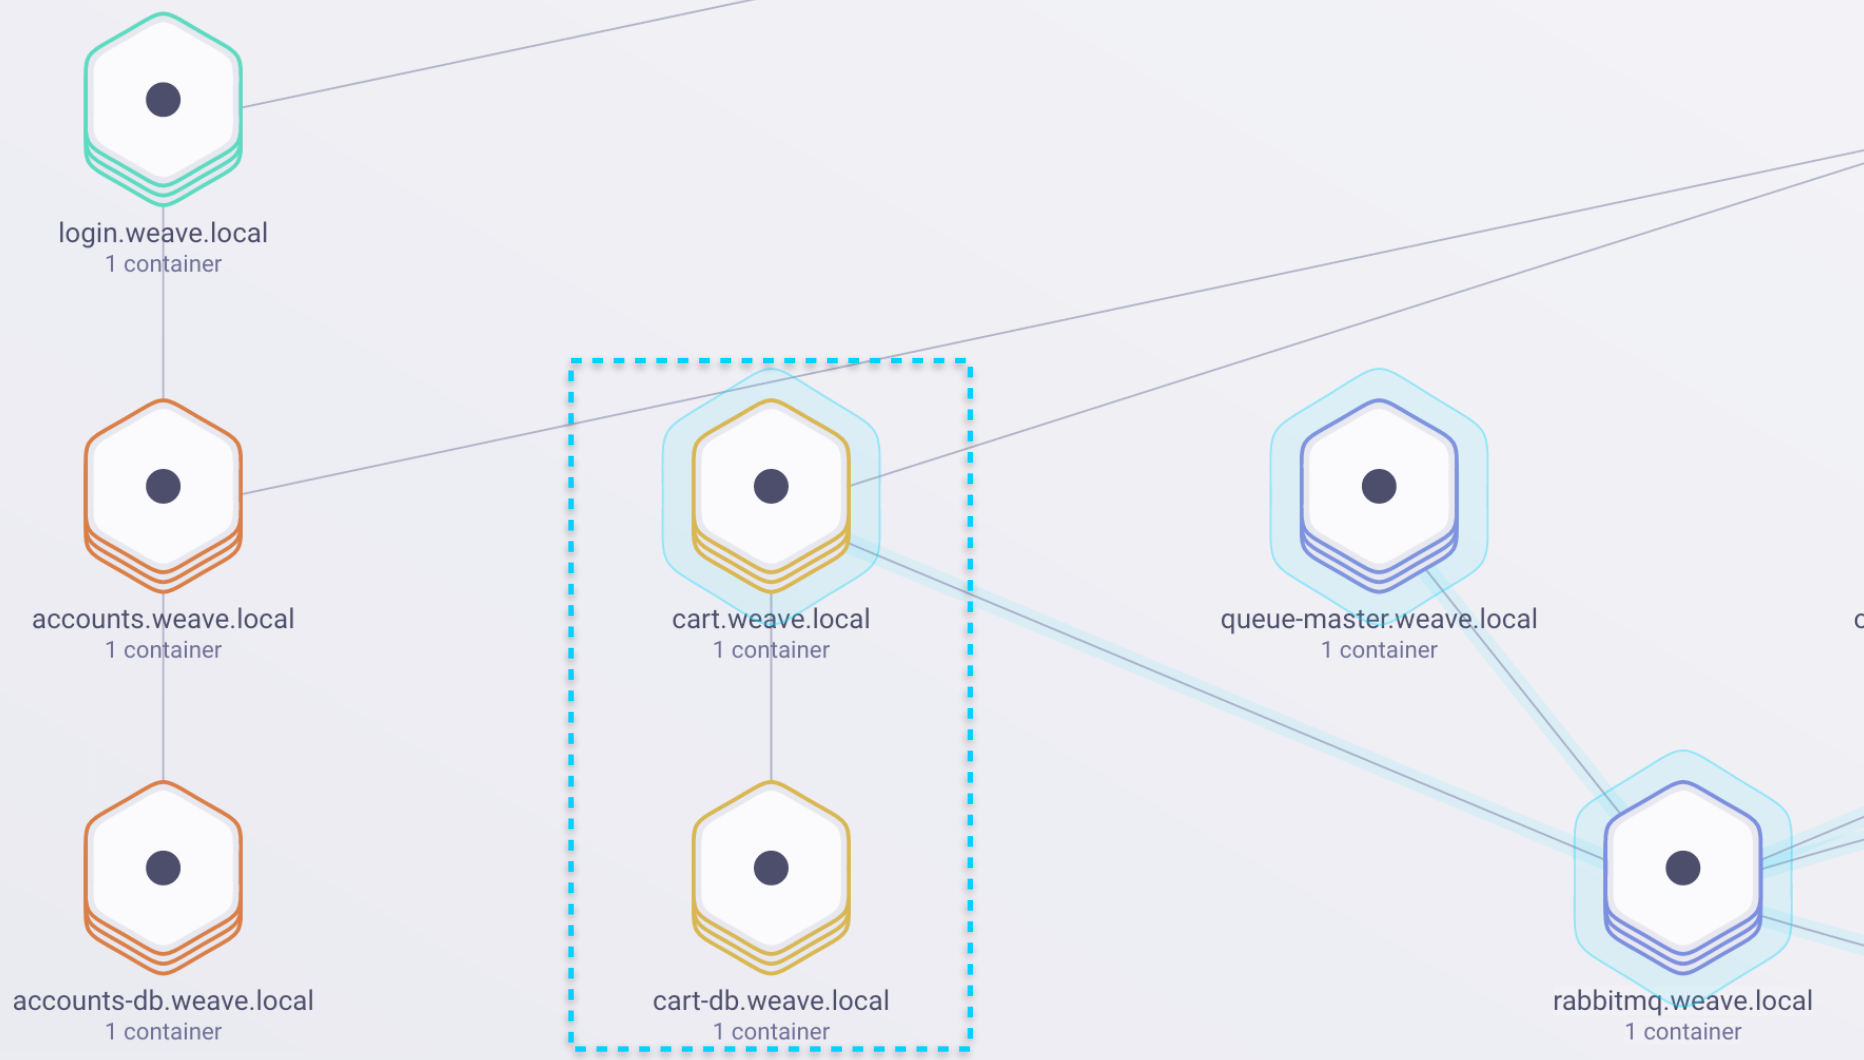 login.weave.local
1 container
accounts.weave.local
1 container
cart.weave.local
1 container
queue-master.weave.local
1 container
accounts-db.weave.local
1 container
cart-db.weave.local
1 container
rabbitmq.weave.local
1 container